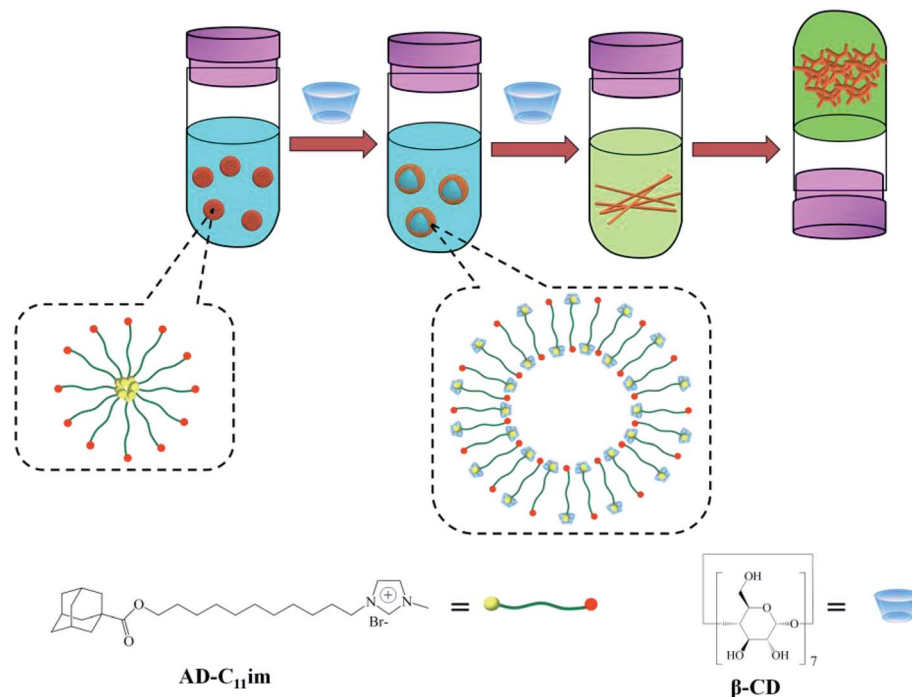 O
O
N
+
N
Br-
=
OH
O
O
HO
OH
7
=
AD-C₁₁im
β-CD